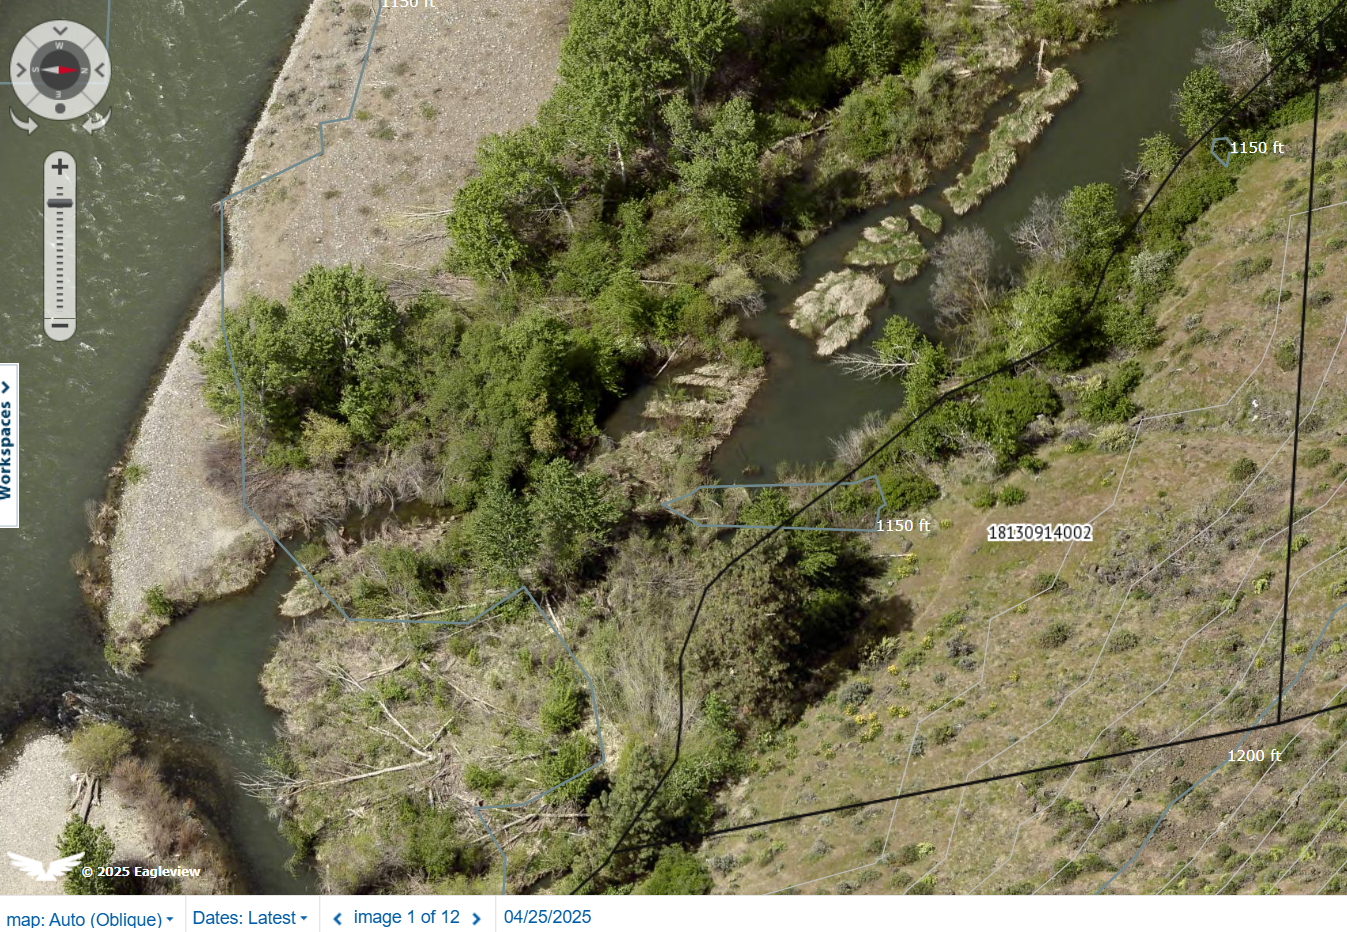 1150 ft
W
S
N
E
1150 ft
Workspaces
1150 ft
18130914002
1200 ft
© 2025 Eagleview
map: Auto (Oblique)
Dates: Latest
image 1 of 12
04/25/2025